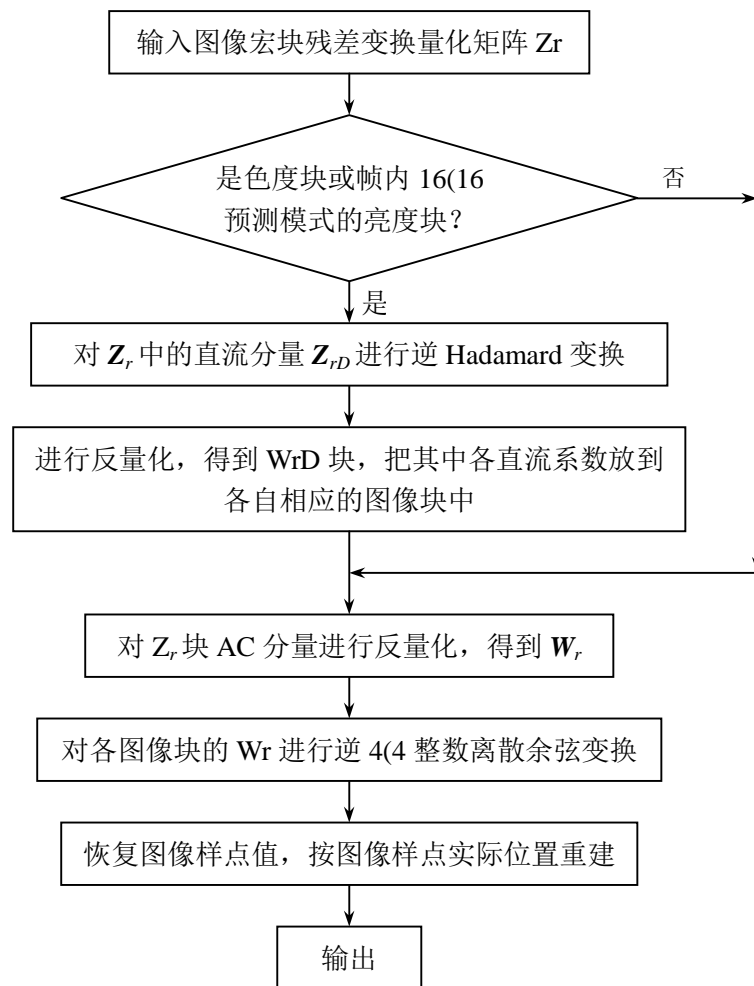 输入图像宏块残差变换量化矩阵 Zr
是色度块或帧内 16(16
预测模式的亮度块？
否
是
对 Zr 中的直流分量 ZrD 进行逆 Hadamard 变换
进行反量化，得到 WrD 块，把其中各直流系数放到
各自相应的图像块中
对 Zr 块 AC 分量进行反量化，得到 Wr
对各图像块的 Wr 进行逆 4(4 整数离散余弦变换
恢复图像样点值，按图像样点实际位置重建
输出